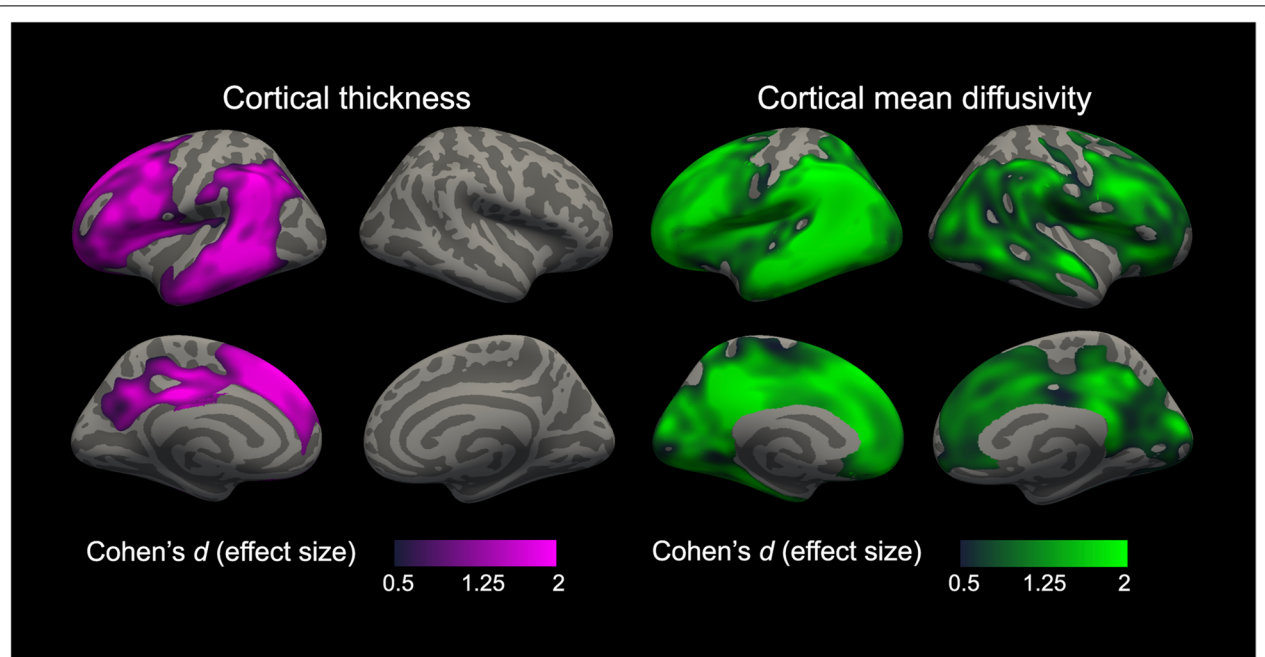 Cortical thickness
Cortical mean diffusivity
Cohen’s d (effect size)
0.5 1.25 2
Cohen’s d (effect size)
0.5 1.25 2